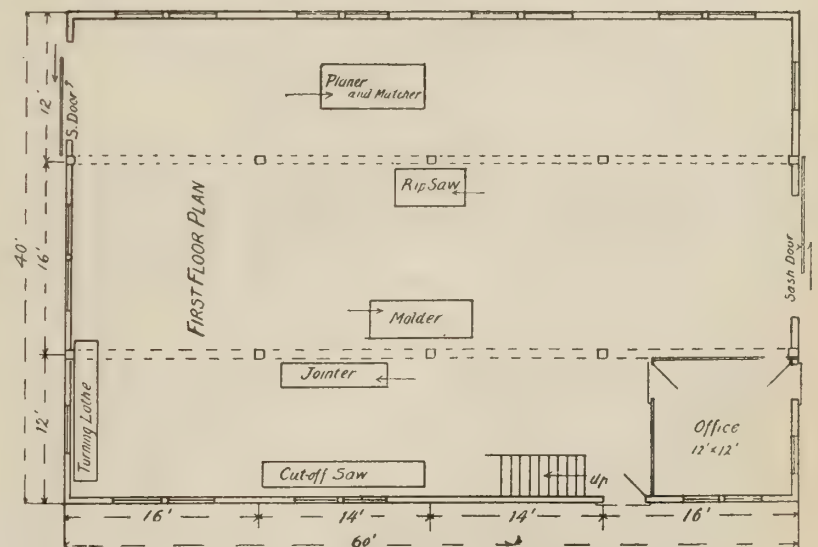 Planer
and Matcher
12'
S. Door
Rip Saw
FIRST FLOOR PLAN
40'
16'
Sash Door
Molder
Jointer
Turning Lathe
12'
Office
12'×12'
Cut-off Saw
Up
16'
14'
14'
16'
60'